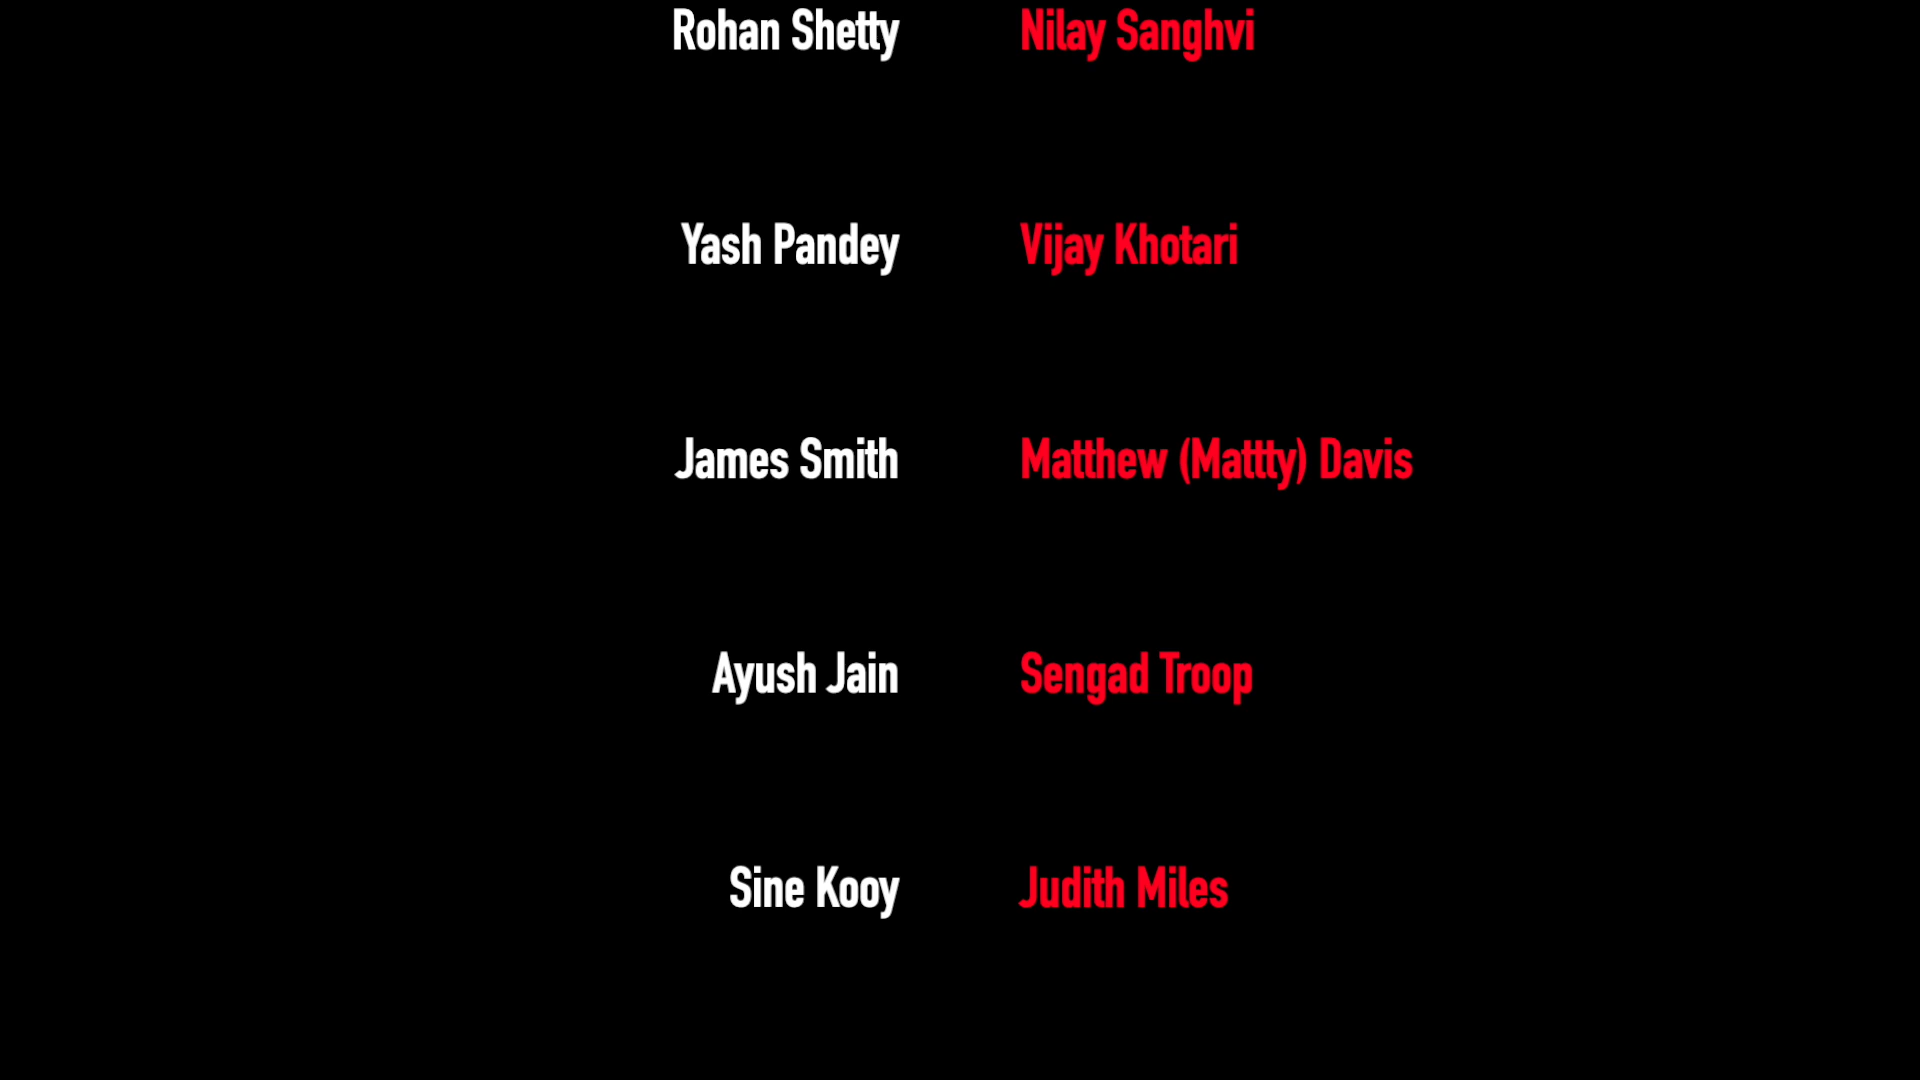 Rohan Shetty Nilay Sanghvi
Yash Pandey Vijay Khotari
James Smith Matthew (Mattty) Davis
Ayush Jain Sengad Troop
Sine Kooy Judith Miles